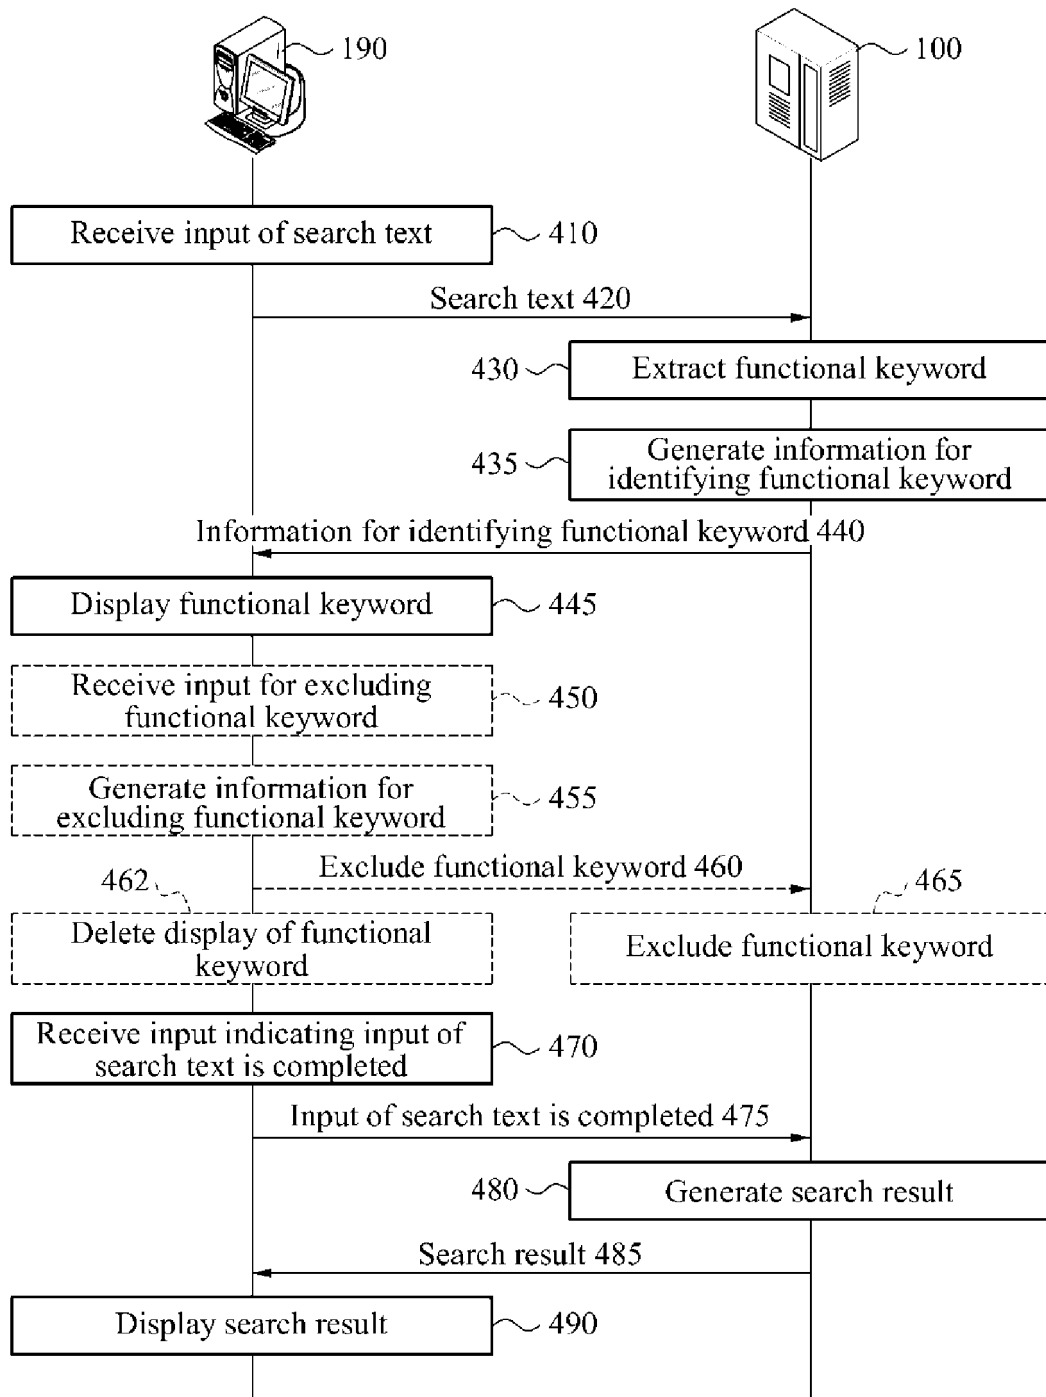 190
100
Receive input of search text
410
Search text 420
430
Extract functional keyword
435
Generate information for
identifying functional keyword
Information for identifying functional keyword 440
Display functional keyword
445
Receive input for excluding
functional keyword
450
Generate information for
excluding functional keyword
455
Exclude functional keyword 460
462
465
Delete display of functional
keyword
Exclude functional keyword
Receive input indicating input of
search text is completed
470
Input of search text is completed 475
480
Generate search result
Search result 485
Display search result
490